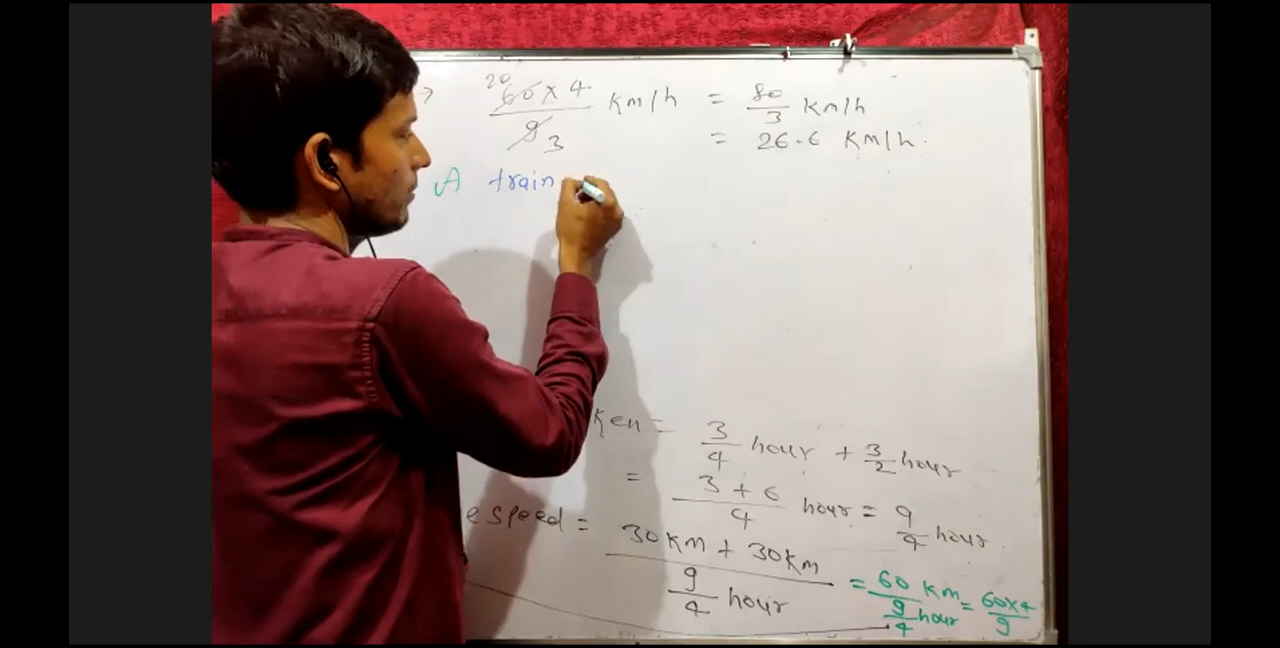 → 20
60 × 4 / 9 3 km/h = 80/3 km/h
= 26.6 km/h.
A train
ken = 3/4 hour + 3/2 hour
= 3 + 6 / 4 hour = 9/4 hour
e speed = 30 km + 30 km / 9/4 hour = 60 km / 9/4 hour = 60×4 / 9